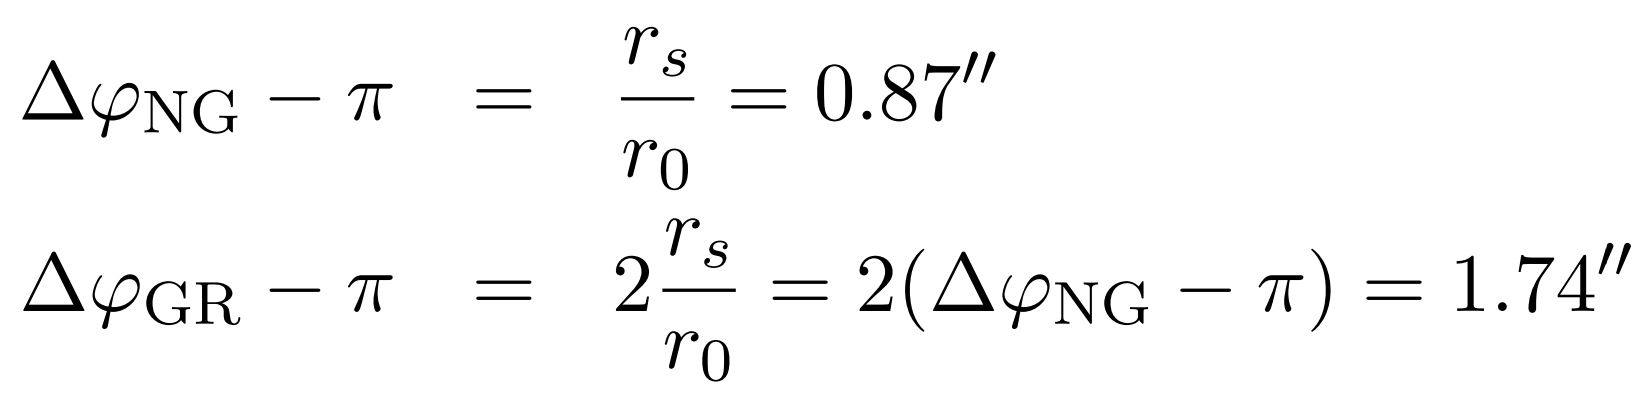 Δφ_NG − π = r_s/r_0 = 0.87″
Δφ_GR − π = 2 r_s/r_0 = 2(Δφ_NG − π) = 1.74″